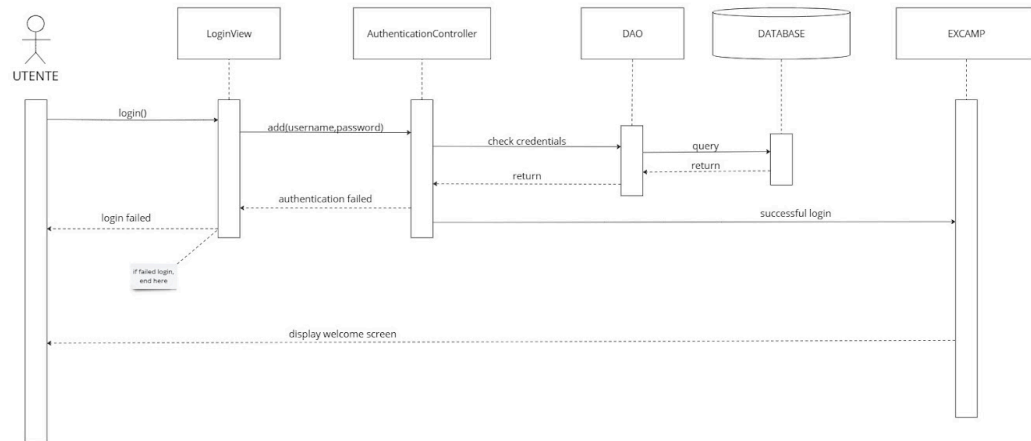 LoginView
AuthenticationController
DAO
DATABASE
EXCAMP
UTENTE
login()
add(username,password)
check credentials
query
return
return
authentication failed
login failed
successful login
if failed login,
end here
display welcome screen